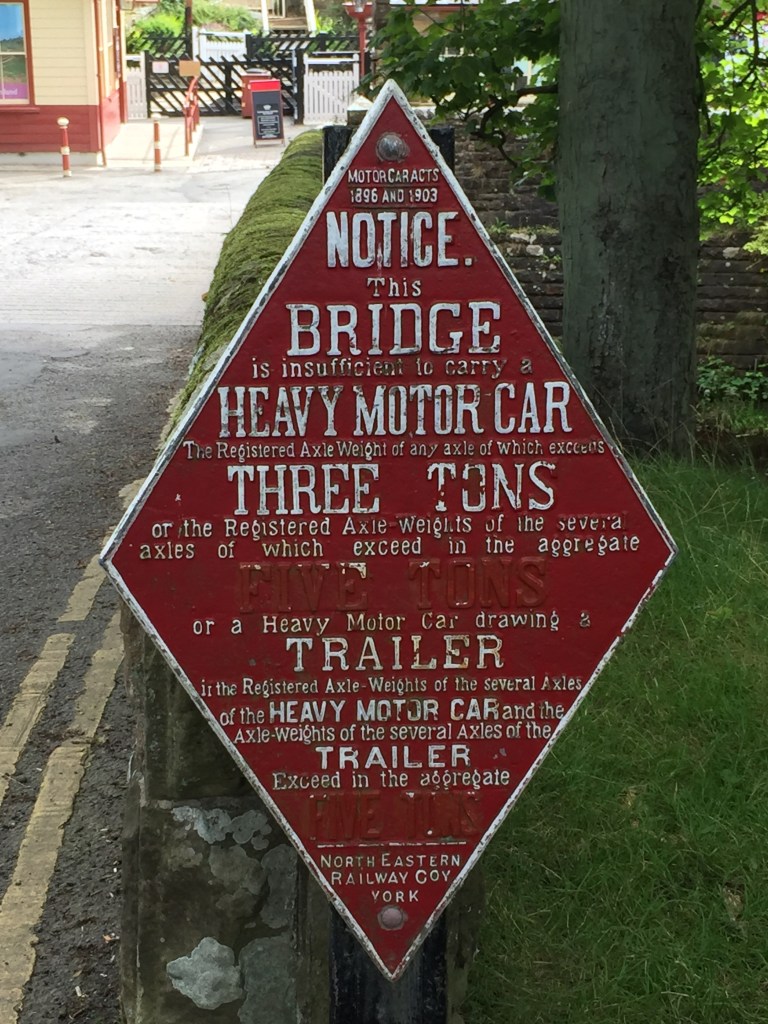 MOTOR CAR ACTS
1896 AND 1903
NOTICE.
This
BRIDGE
is insufficient to carry a
HEAVY MOTOR CAR
The Registered Axle Weight of any axle of which exceeds
THREE TONS
or the Registered Axle-Weights of the several
axles of which exceed in the aggregate
FIVE TONS
or a Heavy Motor Car drawing a
TRAILER
if the Registered Axle-Weights of the several Axles
of the HEAVY MOTOR CAR and the
Axle-Weights of the several Axles of the
TRAILER
Exceed in the aggregate
FIVE TONS
NORTH EASTERN
RAILWAY COY
YORK